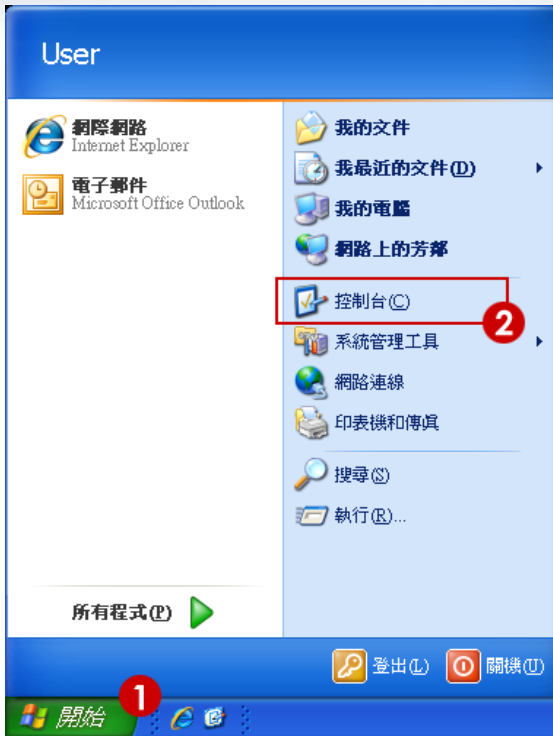 User
網際網路
Internet Explorer
電子郵件
Microsoft Office Outlook
所有程式(P)
我的文件
我最近的文件(D)
我的電腦
網路上的芳鄰
控制台(C)
2
系統管理工具
網路連線
印表機和傳真
搜尋(S)
執行(R)...
登出(L)
關機(U)
開始
1